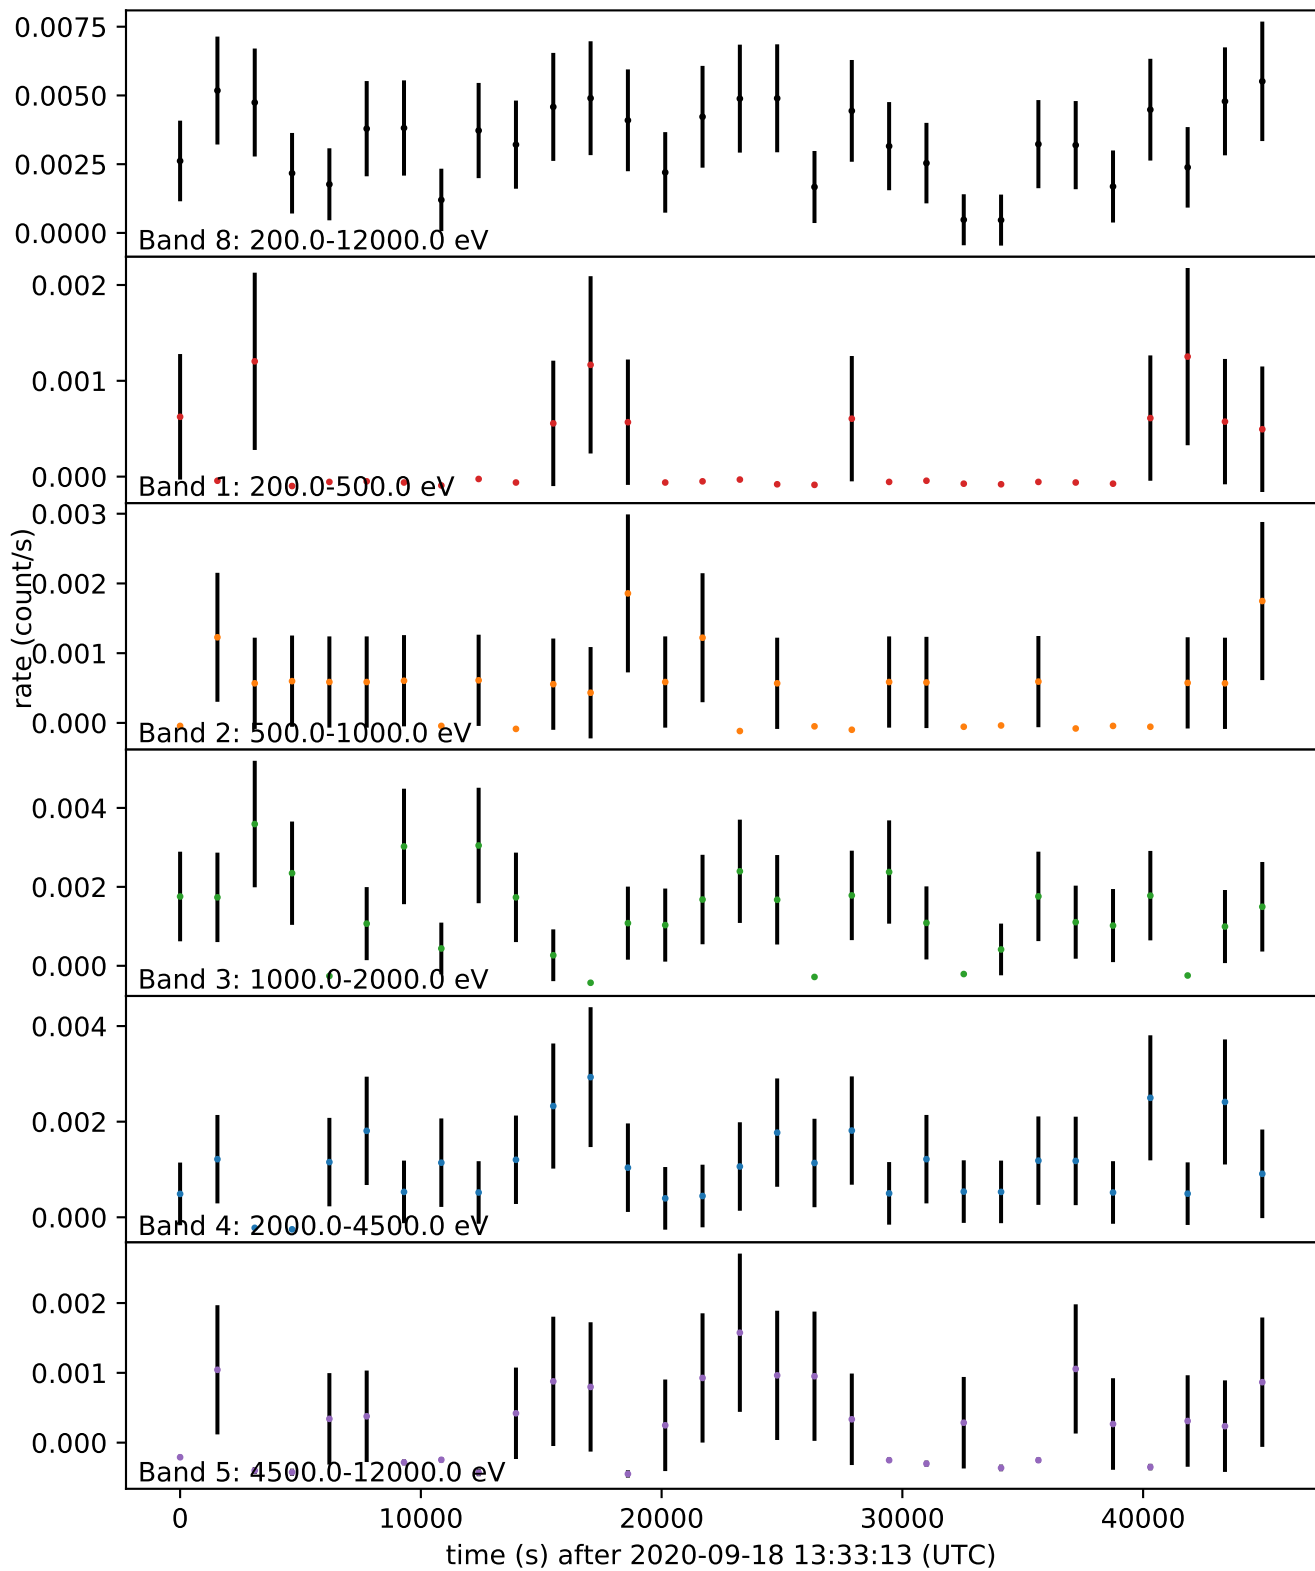 0.0075
0.0050
0.0025
0.0000
Band 8: 200.0-12000.0 eV
0.002
0.001
0.000
Band 1: 200.0-500.0 eV
rate (count/s)
0.003
0.002
0.001
0.000
Band 2: 500.0-1000.0 eV
0.004
0.002
0.000
Band 3: 1000.0-2000.0 eV
0.004
0.002
0.000
Band 4: 2000.0-4500.0 eV
0.002
0.001
0.000
Band 5: 4500.0-12000.0 eV
0 10000 20000 30000 40000
time (s) after 2020-09-18 13:33:13 (UTC)